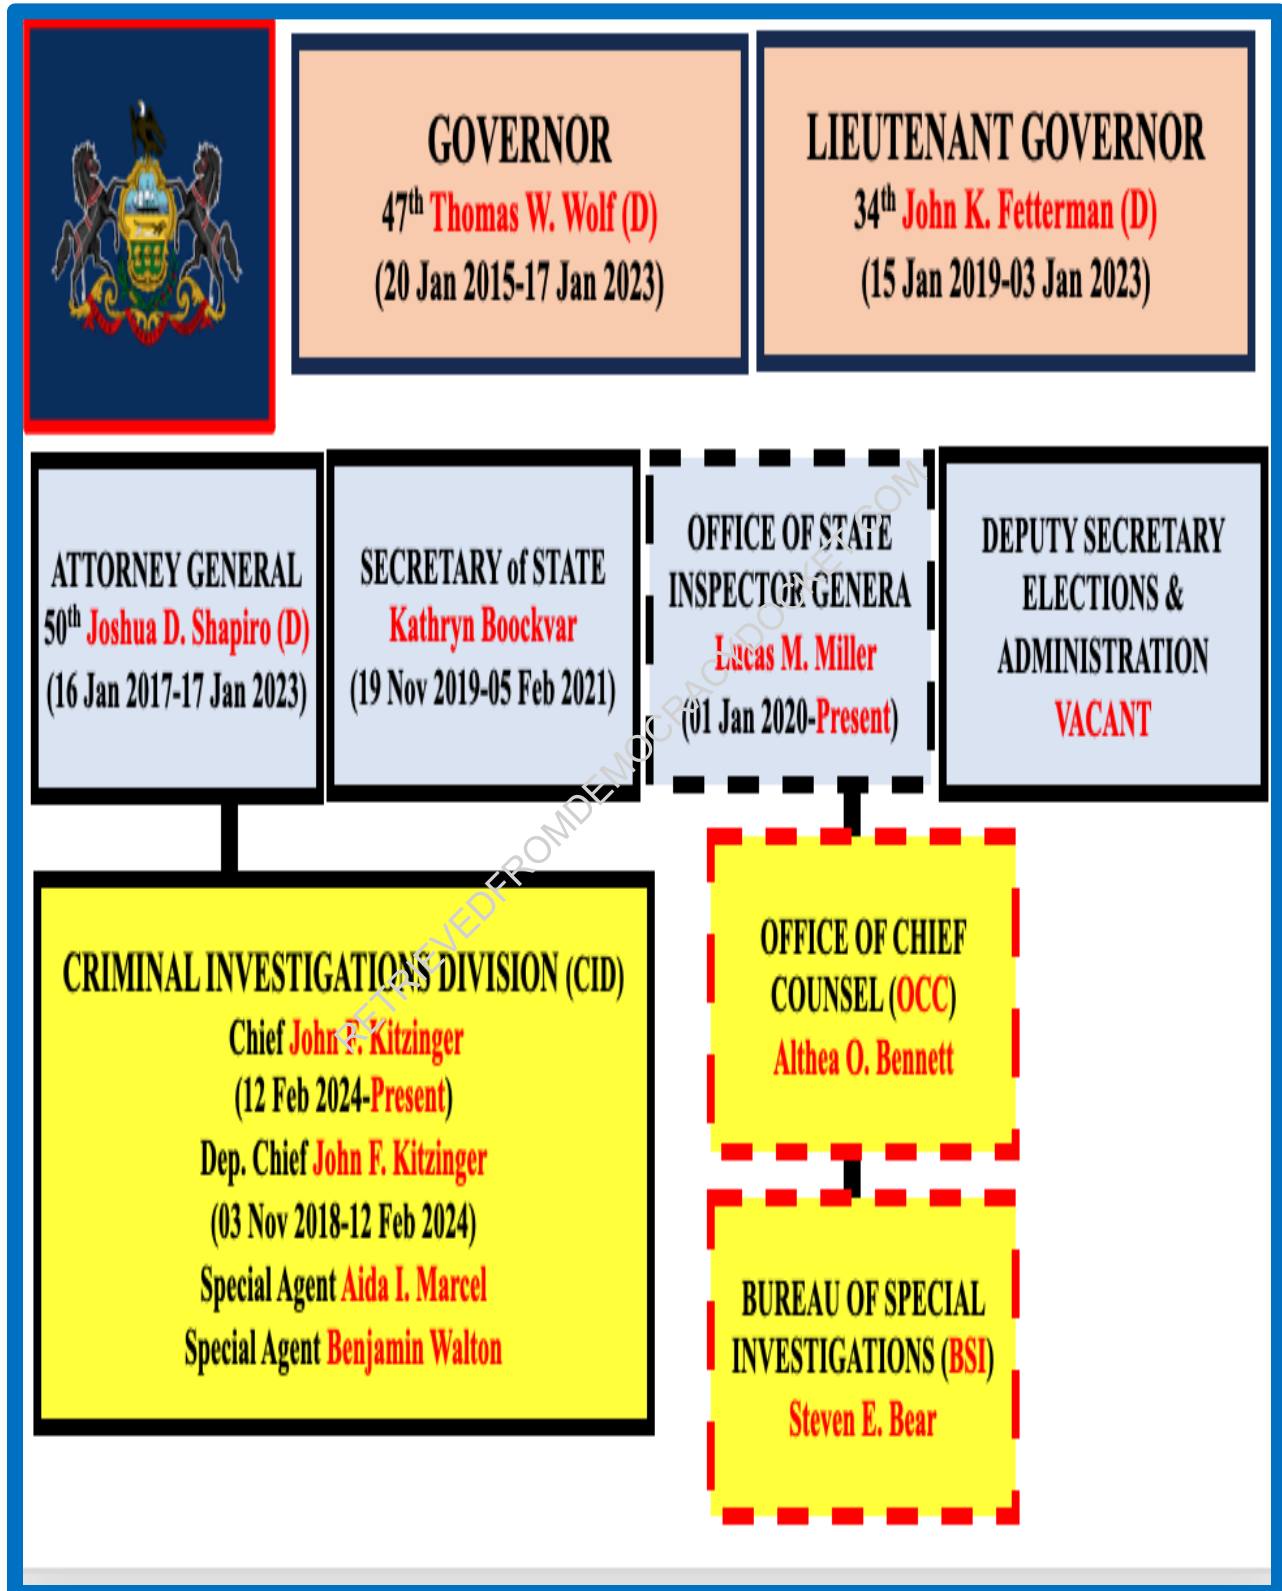 GOVERNOR
47th Thomas W. Wolf (D)
(20 Jan 2015-17 Jan 2023)
LIEUTENANT GOVERNOR
34th John K. Fetterman (D)
(15 Jan 2019-03 Jan 2023)
ATTORNEY GENERAL
50th Joshua D. Shapiro (D)
(16 Jan 2017-17 Jan 2023)
SECRETARY of STATE
Kathryn Boockvar
(19 Nov 2019-05 Feb 2021)
OFFICE OF STATE
INSPECTOR GENERA
Lucas M. Miller
(01 Jan 2020-Present)
DEPUTY SECRETARY
ELECTIONS &
ADMINISTRATION
VACANT
CRIMINAL INVESTIGATIONS DIVISION (CID)
Chief John F. Kitzinger
(12 Feb 2024-Present)
Dep. Chief John F. Kitzinger
(03 Nov 2018-12 Feb 2024)
Special Agent Aida I. Marcel
Special Agent Benjamin Walton
OFFICE OF CHIEF
COUNSEL (OCC)
Althea O. Bennett
BUREAU OF SPECIAL
INVESTIGATIONS (BSI)
Steven E. Bear
RETRIEVEDFROMDEMOCRACYDOCKET.COM